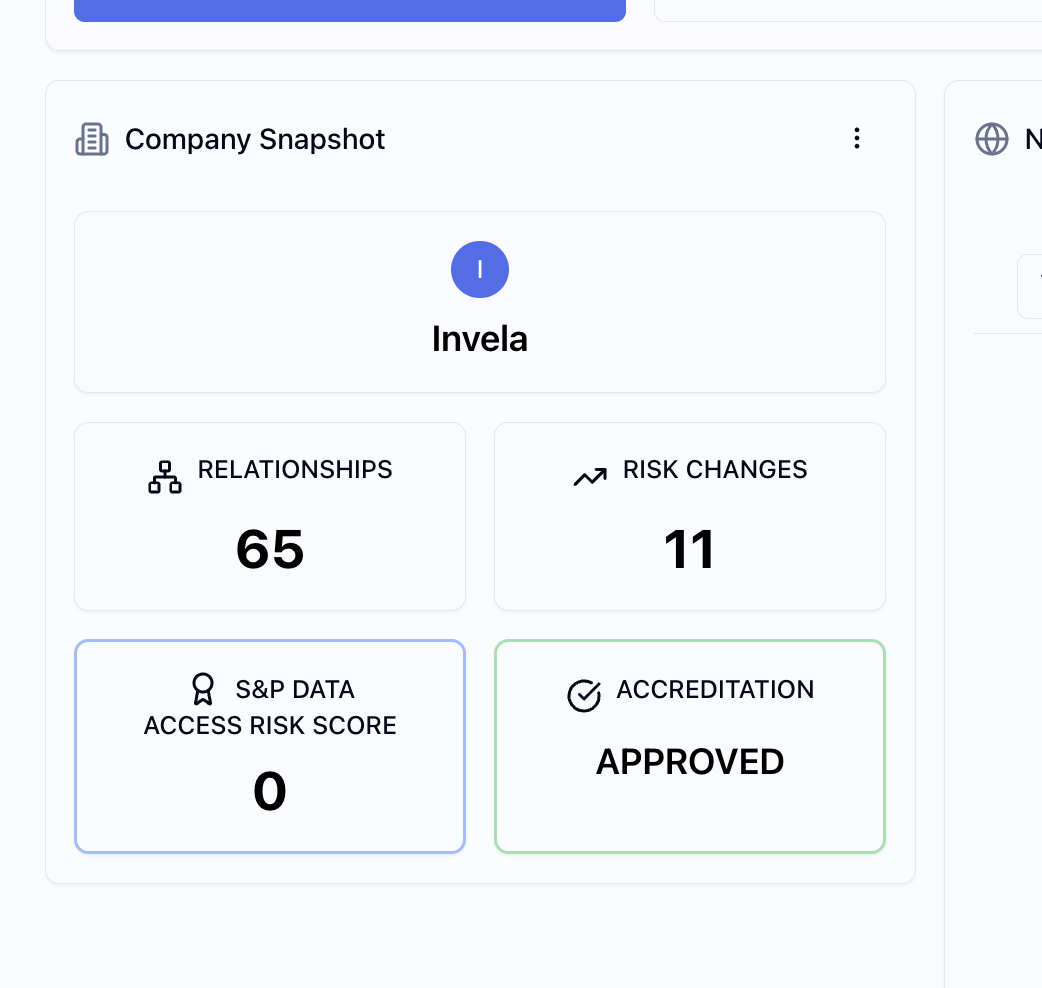 Company Snapshot
I
Invela
RELATIONSHIPS
65
RISK CHANGES
11
S&P DATA
ACCESS RISK SCORE
0
ACCREDITATION
APPROVED
N